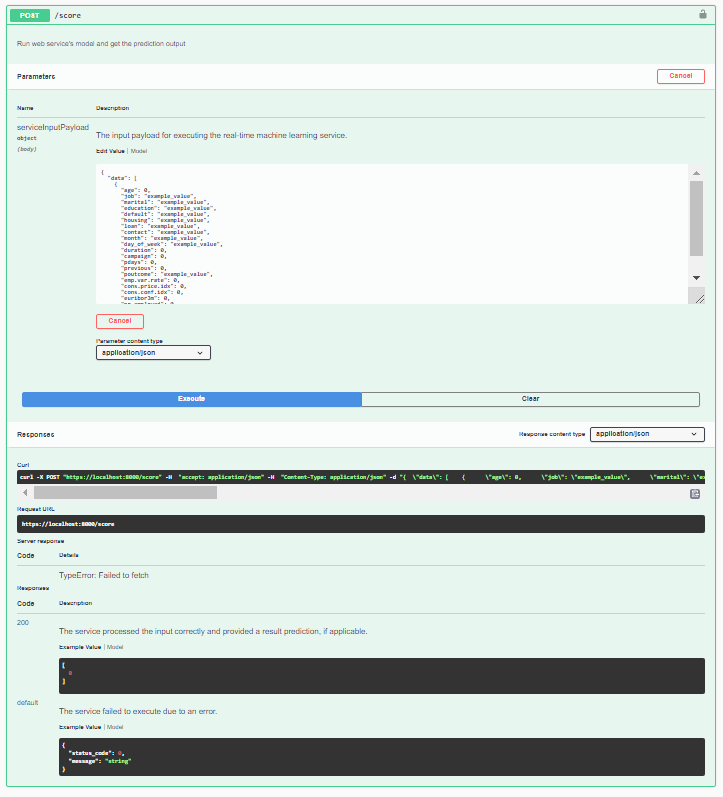 POST /score
Run web service's model and get the prediction output
Parameters
Cancel
Name Description
serviceInputPayload
object
(body)
The input payload for executing the real-time machine learning service.
Edit Value | Model
{
"data": [
{
"age": 0,
"job": "example_value",
"marital": "example_value",
"education": "example_value",
"default": "example_value",
"housing": "example_value",
"loan": "example_value",
"contact": "example_value",
"month": "example_value",
"day_of_week": "example_value",
"duration": 0,
"campaign": 0,
"pdays": 0,
"previous": 0,
"poutcome": "example_value",
"emp.var.rate": 0,
"cons.price.idx": 0,
"cons.conf.idx": 0,
"euribor3m": 0,
Cancel
Parameter content type
application/json
Execute
Clear
Responses
Response content type application/json
Curl
curl -X POST "https://localhost:8000/score" -H "accept: application/json" -H "Content-Type: application/json" -d "{ \"data\": [ { \"age\": 0, \"job\": \"example_value\", \"marital\": \"ex
Request URL
https://localhost:8000/score
Server response
Code Details
TypeError: Failed to fetch
Responses
Code Description
200
The service processed the input correctly and provided a result prediction, if applicable.
Example Value | Model
[
0
]
default
The service failed to execute due to an error.
Example Value | Model
{
"status_code": 0,
"message": "string"
}